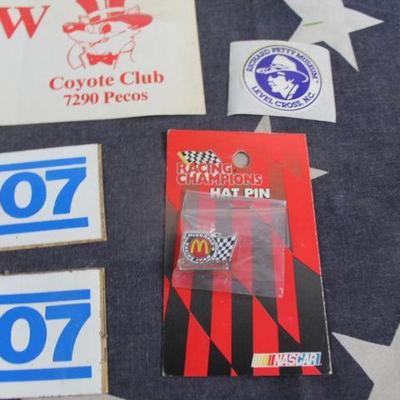 W
Coyote Club
7290 Pecos
RICHARD PETTY MUSEUM
LEVEL CROSS, N.C.
07
07
RACING
CHAMPIONS
HAT PIN
NASCAR